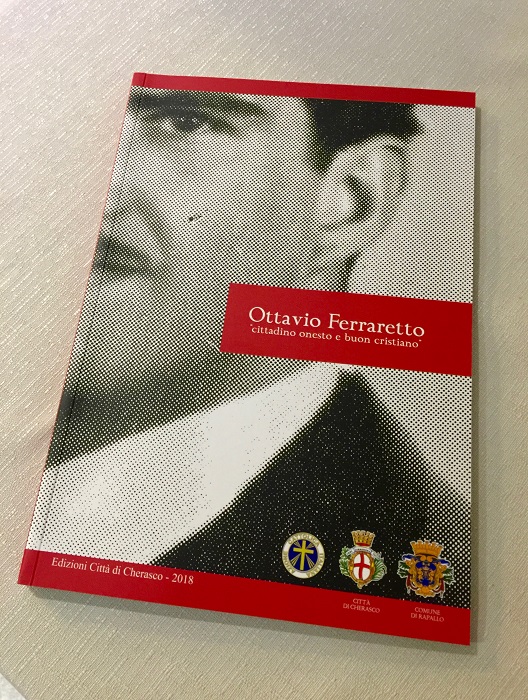 Ottavio Ferraretto
"cittadino onesto e buon cristiano"
Edizioni Città di Cherasco - 2018
CITTÀ
DI CHERASCO
COMUNE
DI RAPALLO